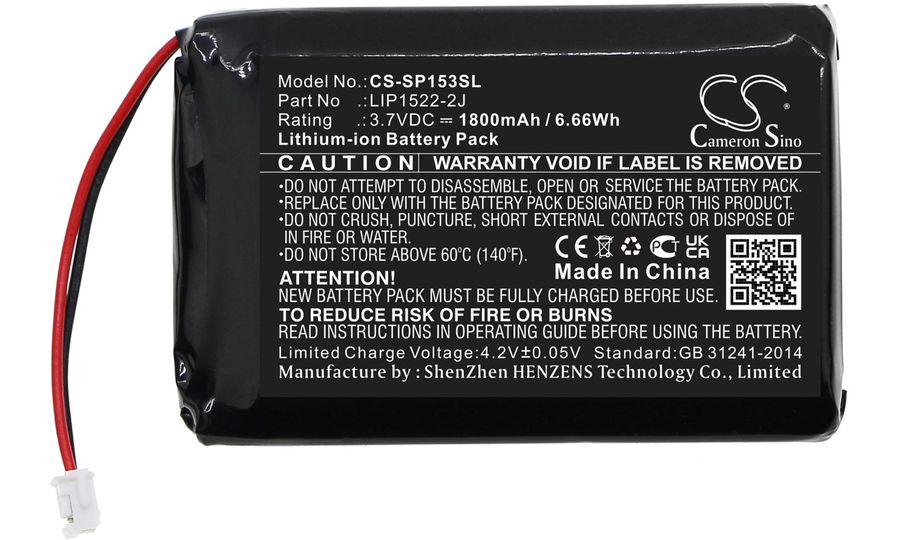 Model No.: CS-SP153SL
Part No .: LIP1522-2J
Rating .: 3.7VDC ⎓ 1800mAh / 6.66Wh
Lithium-ion Battery Pack
CS
Cameron Sino
CAUTION WARRANTY VOID IF LABEL IS REMOVED
•DO NOT ATTEMPT TO DISASSEMBLE, OPEN OR SERVICE THE BATTERY PACK.
•REPLACE ONLY WITH THE BATTERY DESIGNATED FOR THIS PRODUCT.
•DO NOT CRUSH, PUNCTURE, SHORT EXTERNAL CONTACTS OR DISPOSE OF
IN FIRE OR WATER.
•DO NOT STORE ABOVE 60°C (140°F).
CE PCT UK CA
Made In China
ATTENTION!
NEW BATTERY PACK MUST BE FULLY CHARGED BEFORE USE.
TO REDUCE RISK OF FIRE OR BURNS
READ INSTRUCTIONS IN OPERATING GUIDE BEFORE USING THE BATTERY.
Limited Charge Voltage:4.2V±0.05V Standard:GB 31241-2014
Manufacture by : ShenZhen HENZENS Technology Co., Limited